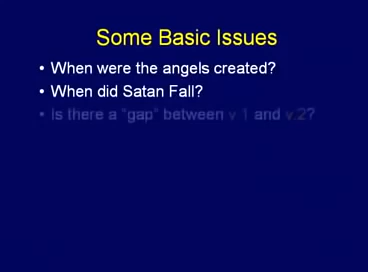 Some Basic Issues
• When were the angels created?
• When did Satan Fall?
• Is there a "gap" between v 1 and v.2?